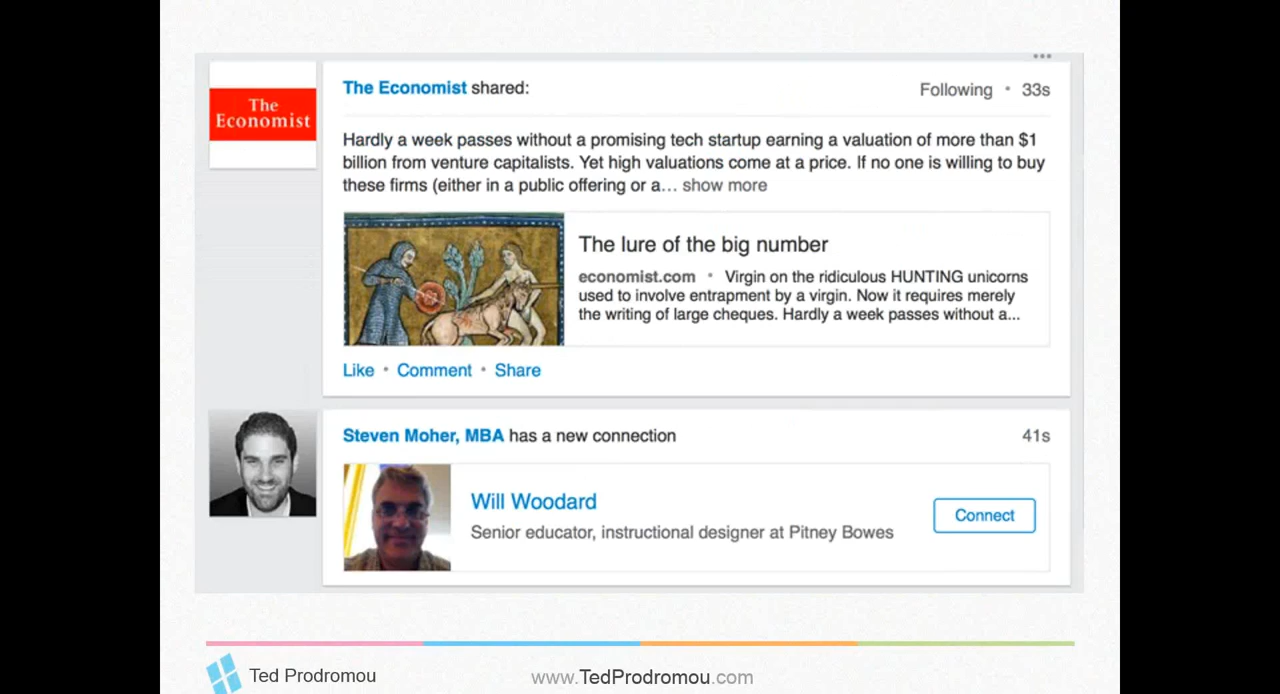 The
Economist
The Economist shared:
Following • 33s
Hardly a week passes without a promising tech startup earning a valuation of more than $1
billion from venture capitalists. Yet high valuations come at a price. If no one is willing to buy
these firms (either in a public offering or a... show more
The lure of the big number
economist.com • Virgin on the ridiculous HUNTING unicorns
used to involve entrapment by a virgin. Now it requires merely
the writing of large cheques. Hardly a week passes without a...
Like • Comment • Share
Steven Moher, MBA has a new connection
41s
Will Woodard
Senior educator, instructional designer at Pitney Bowes
Connect
Ted Prodromou
www.TedProdromou.com